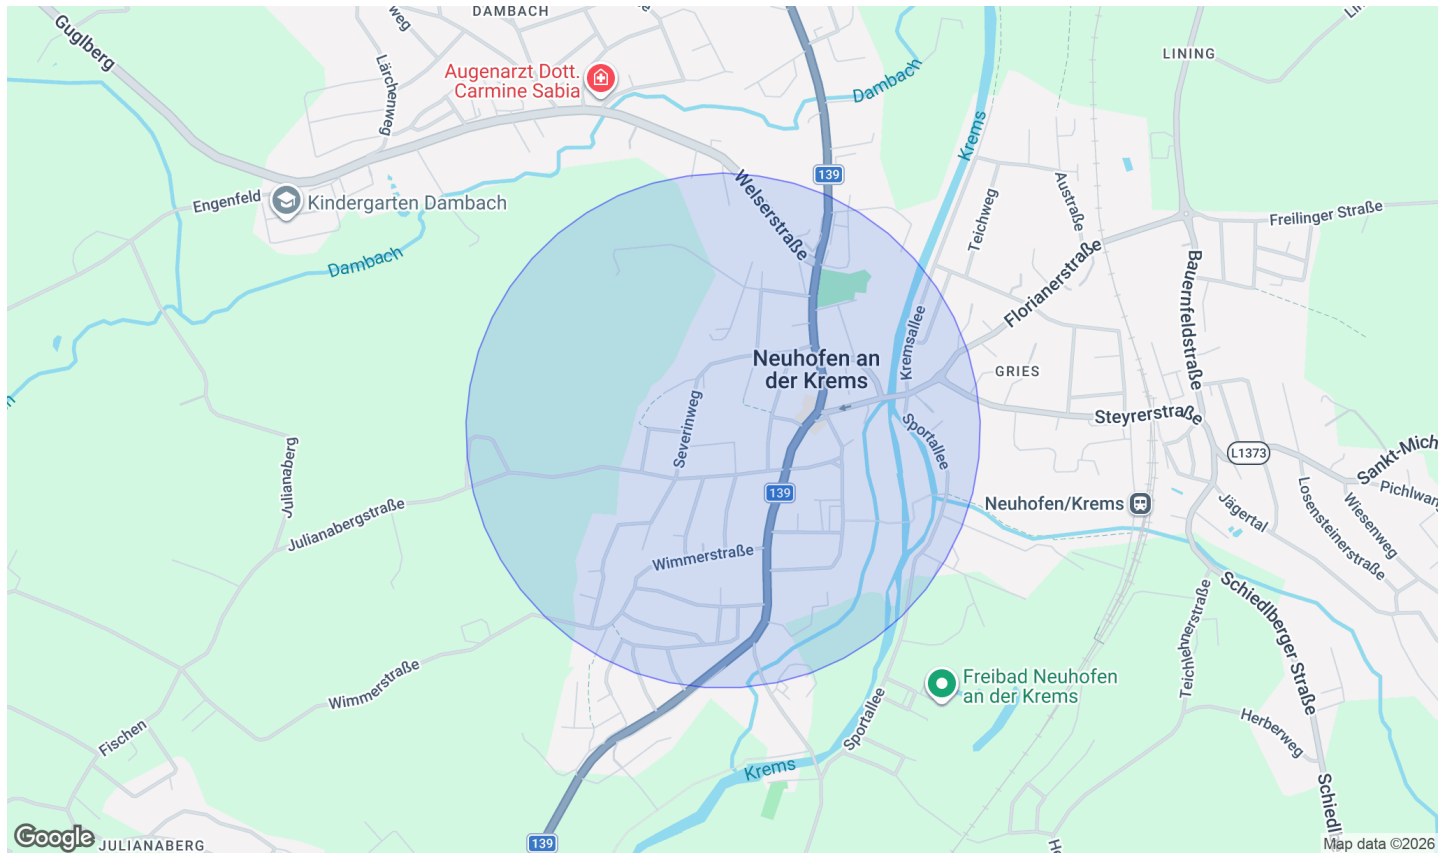 DAMBACH
Guglberg
weg
LINING
Augenarzt Dott.
Carmine Sabia
Lärchenweg
Dambach
Krems
139
Welserstraße
Engenfeld
Kindergarten Dambach
Teichweg
Austraße
Freilinger Straße
Dambach
Florianerstraße
Bauernfeldstraße
Kremsallee
Neuhofen an
der Krems
GRIES
Severinweg
Steyrerstraße
Sportallee
Julianaberg
L1373
Sankt-Mich
Pichlwang
139
Neuhofen/Krems
Jägertal
Losensteinerstraße
Wiesenweg
Julianabergstraße
Wimmerstraße
Schiedlberger Straße
Teichlehnerstraße
Wimmerstraße
Freibad Neuhofen
an der Krems
Sportallee
Herberweg
Fischen
Krems
Schiedlb
139
Google
JULIANABERG
Map data ©2026